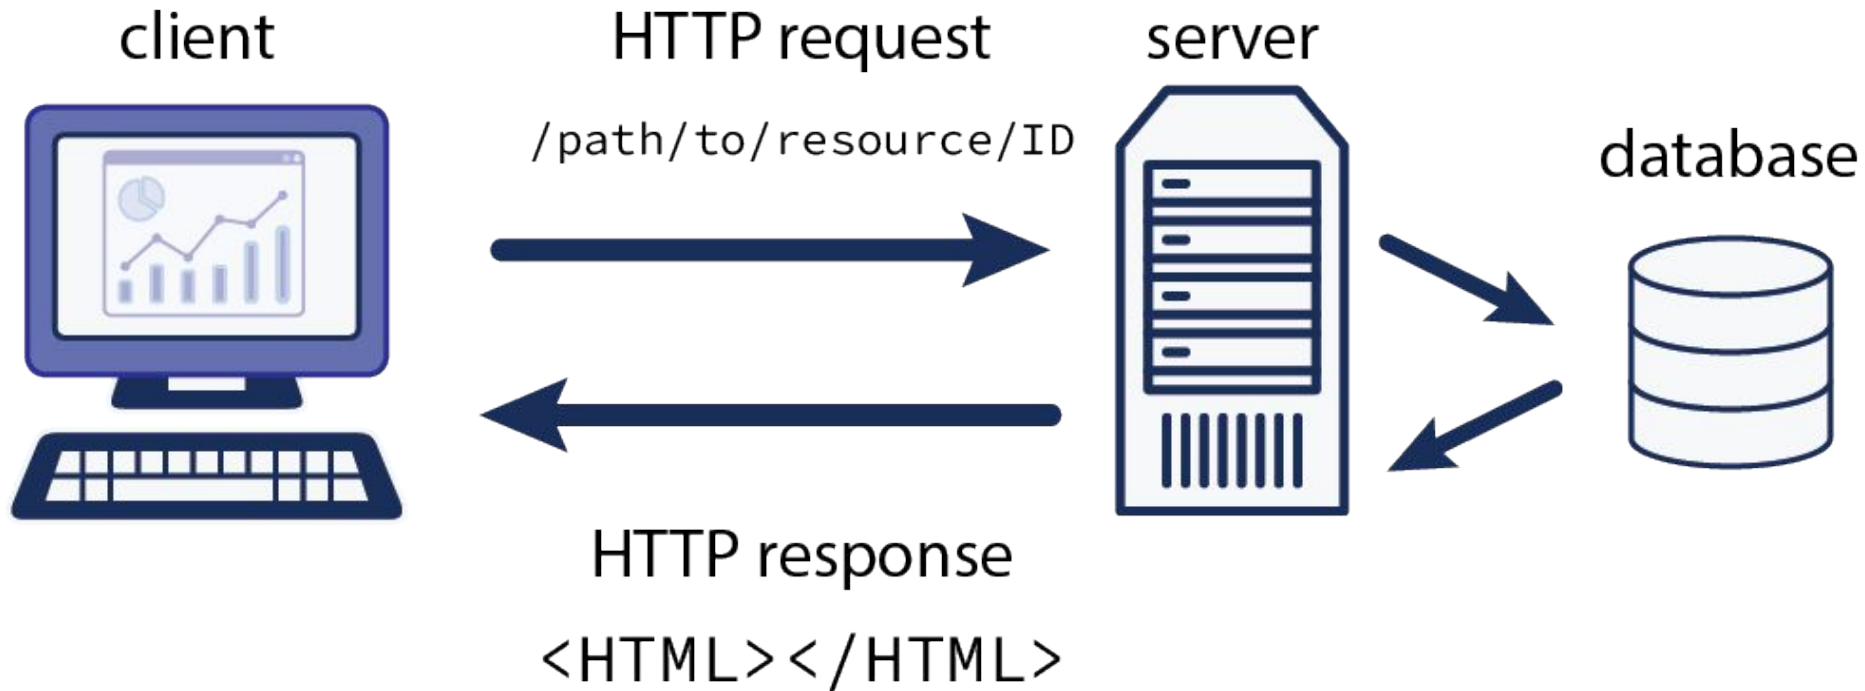 client
HTTP request
server
/path/to/resource/ID
database
HTTP response
<HTML></HTML>